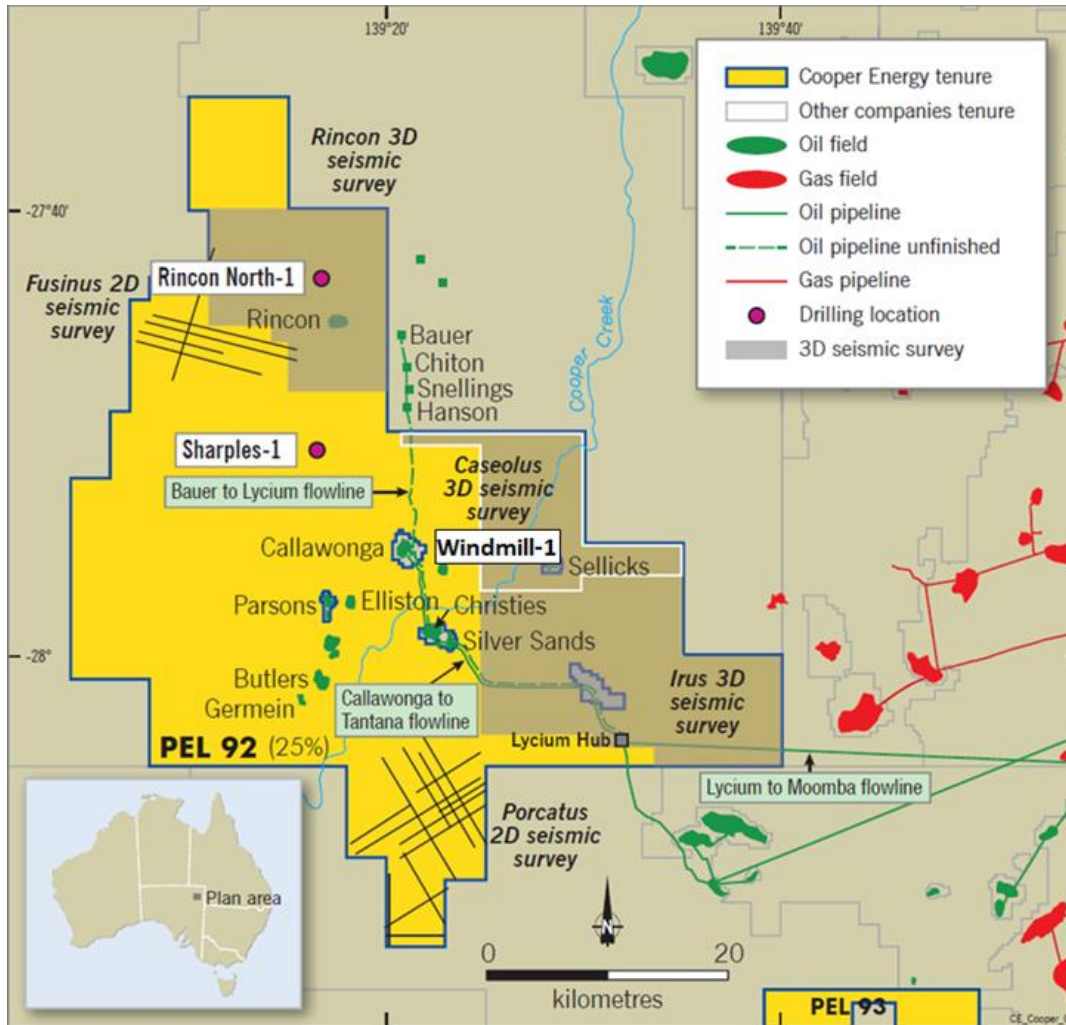 139°20'
139°40'
Cooper Energy tenure
Other companies tenure
Oil field
Gas field
Oil pipeline
Oil pipeline unfinished
Gas pipeline
Drilling location
3D seismic survey
Rincon 3D
seismic
survey
-27°40'
Fusinus 2D
seismic
survey
Rincon North-1
Rincon
Bauer
Chiton
Snellings
Hanson
Cooper Creek
Sharples-1
Bauer to Lycium flowline
Caseolus
3D seismic
survey
Callawonga
Windmill-1
Sellicks
Parsons
Elliston
Christies
Silver Sands
-28°
Butlers
Germein
Callawonga to
Tantana flowline
Irus 3D
seismic
survey
PEL 92 (25%)
Lycium Hub
Lycium to Moomba flowline
Porcatus
2D seismic
survey
Plan area
N
0
20
kilometres
PEL 93